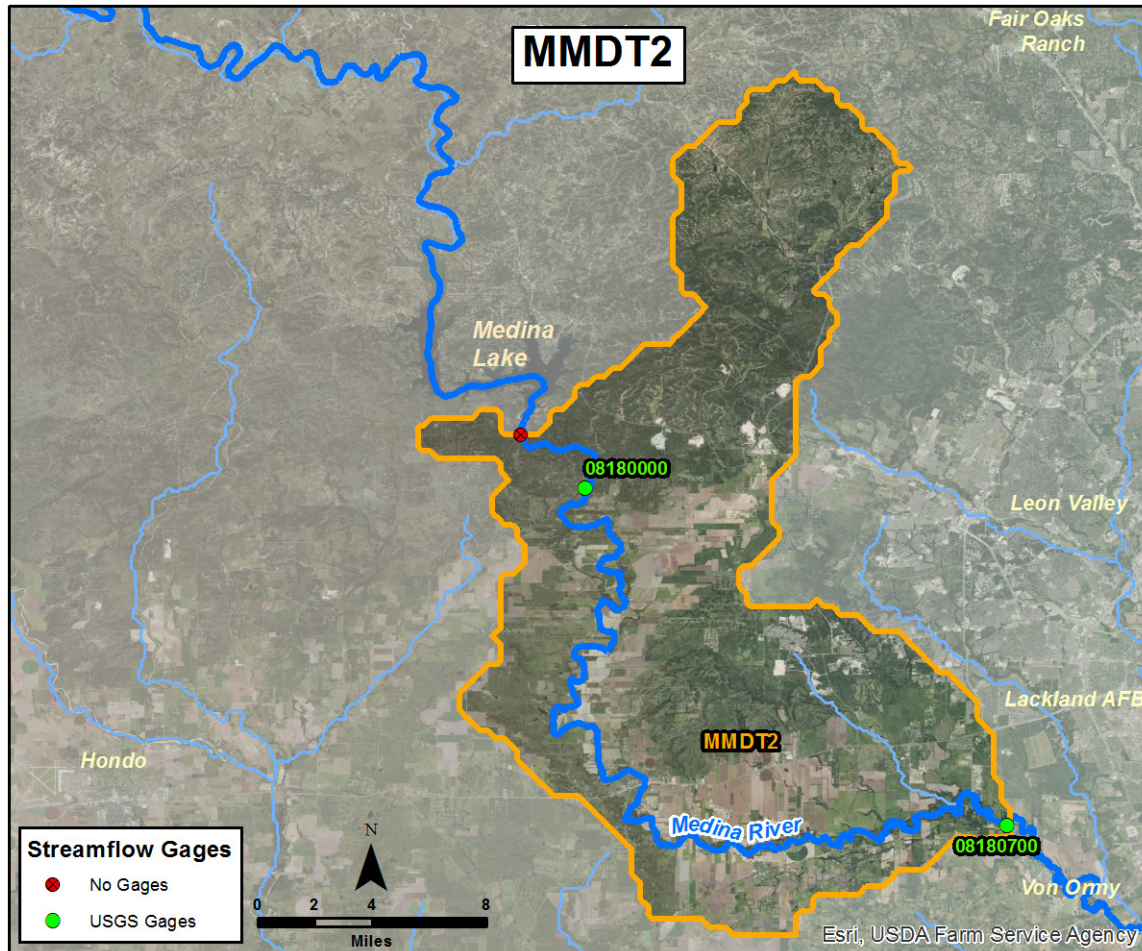 MMDT2
Fair Oaks
Ranch
Medina
Lake
08180000
Leon Valley
Lackland AFB
MMDT2
Hondo
Medina River
08180700
Von Ormy
Streamflow Gages
No Gages
USGS Gages
N
0 2 4 8
Miles
Esri, USDA Farm Service Agency